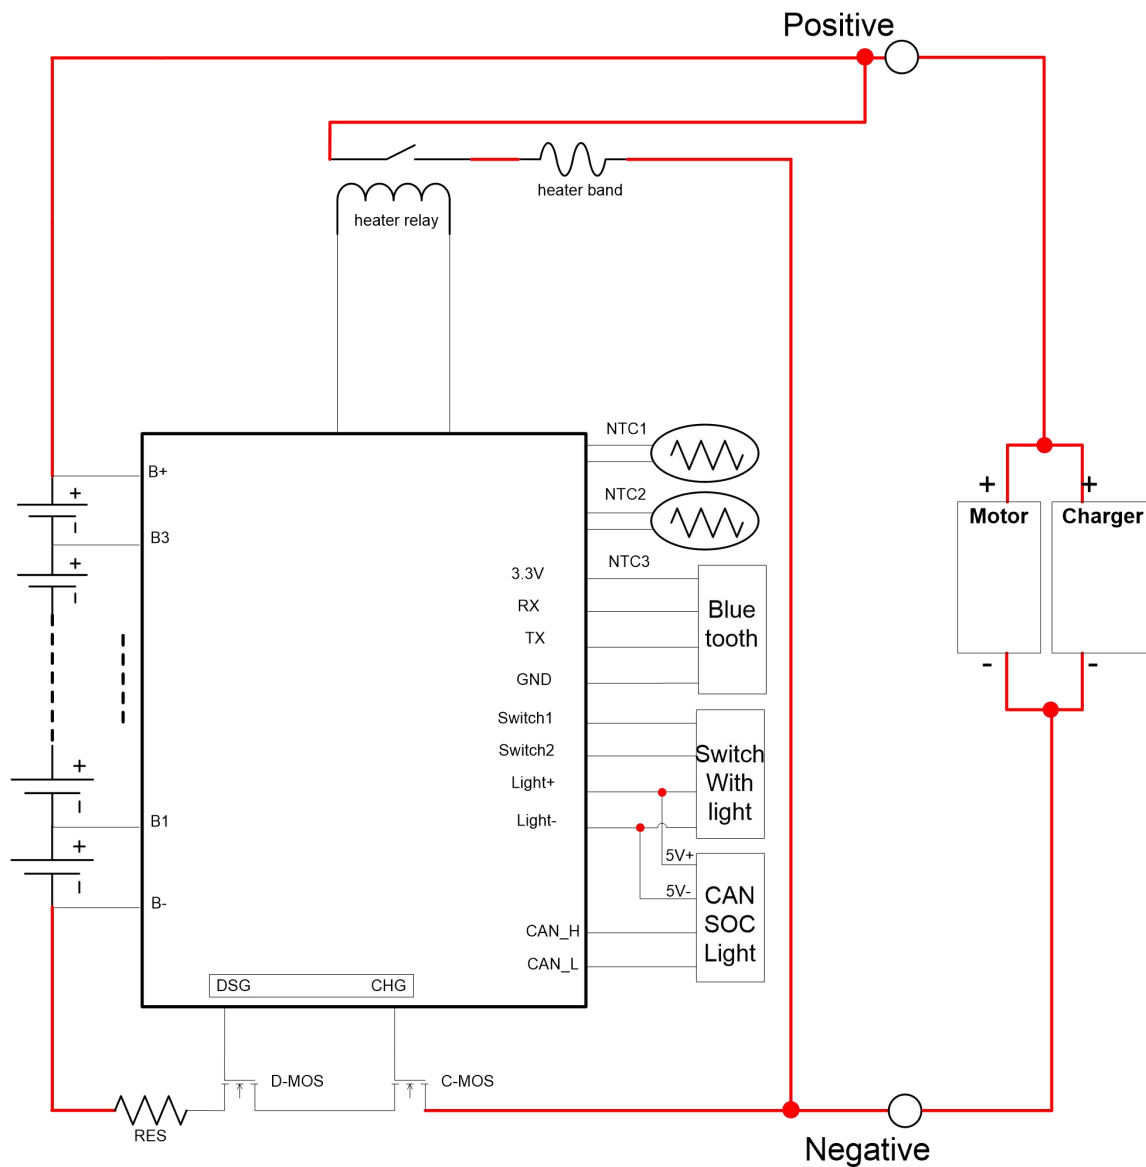 Positive
heater band
heater relay
NTC1
B+
+
NTC2
+
-
+
Motor
Charger
B3
NTC3
+
3.3V
RX
Blue
tooth
TX
-
-
GND
Switch1
Switch2
Switch
With
light
+
Light+
B1
Light-
+
5V+
5V-
B-
CAN
SOC
Light
CAN_H
CAN_L
DSG
CHG
D-MOS
C-MOS
RES
Negative